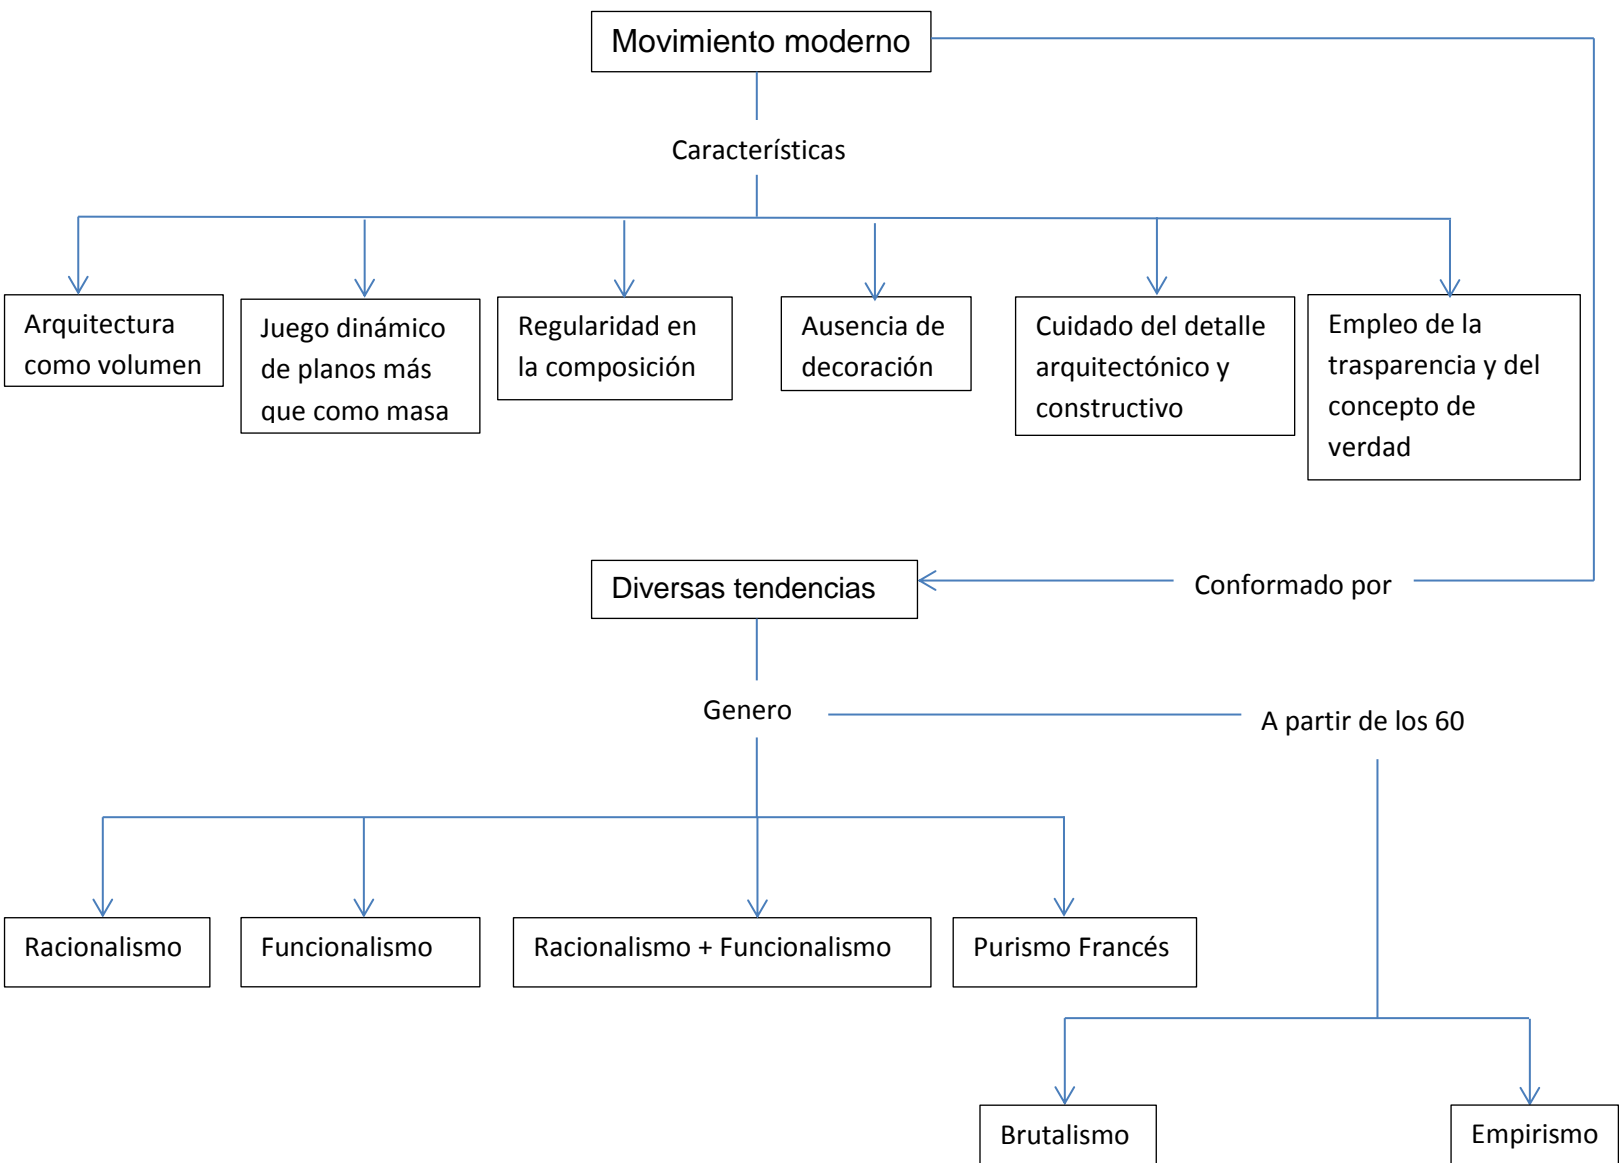 Movimiento moderno
Características
Arquitectura
como volumen
Juego dinámico
de planos más
que como masa
Regularidad en
la composición
Ausencia de
decoración
Cuidado del detalle
arquitectónico y
constructivo
Empleo de la
trasparencia y del
concepto de
verdad
Diversas tendencias
Conformado por
Genero
A partir de los 60
Racionalismo
Funcionalismo
Racionalismo + Funcionalismo
Purismo Francés
Brutalismo
Empirismo